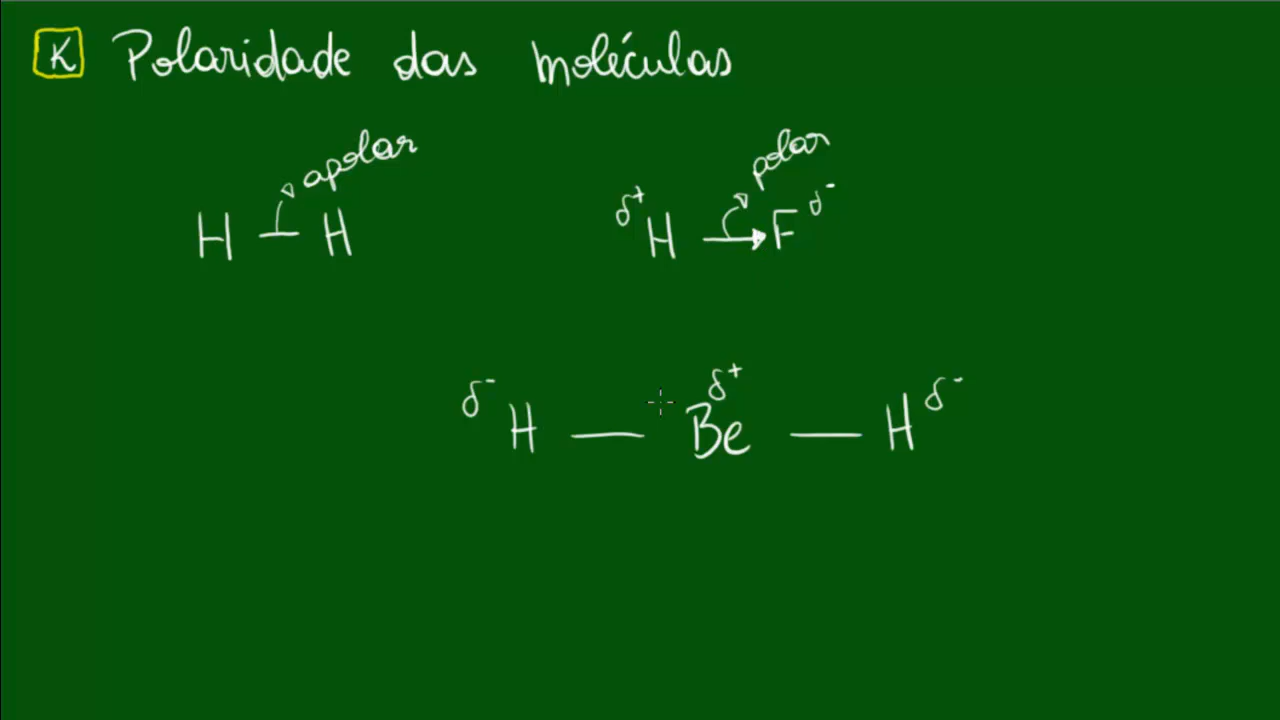 K Polaridade das moléculas
apolar
polar
H — H
δ⁺ H → F δ⁻
δ⁻ H — Be δ⁺ — H δ⁻